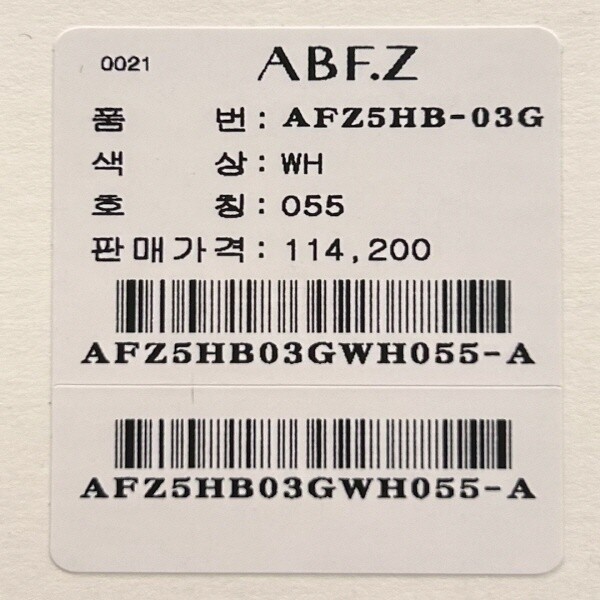 0021 ABF.Z
품 번 : AFZ5HB-03G
색 상 : WH
호 칭 : 055
판매가격 : 114,200
AFZ5HB03GWH055-A
AFZ5HB03GWH055-A